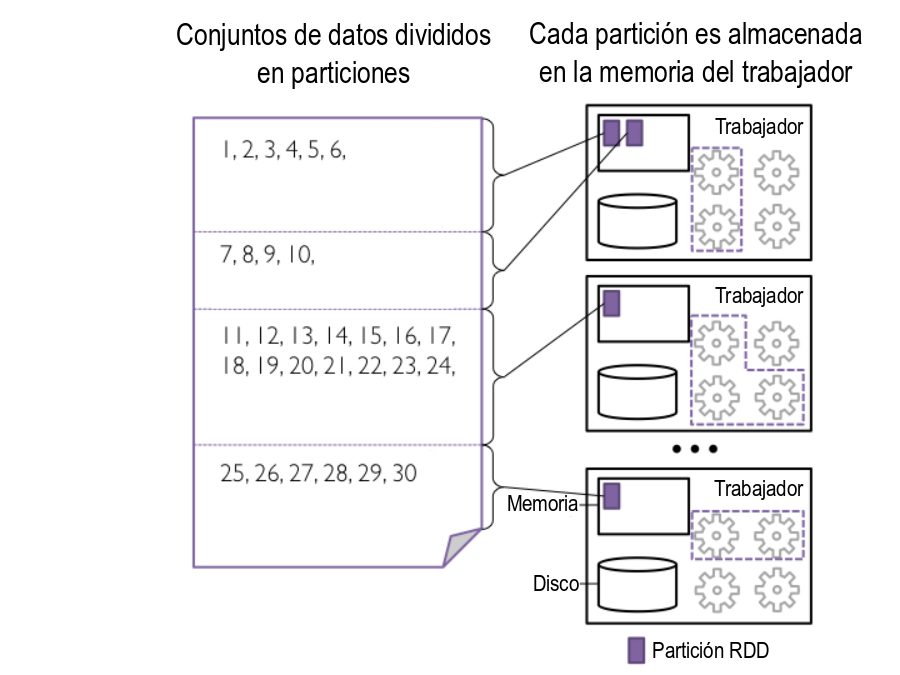 Conjuntos de datos divididos
en particiones
Cada partición es almacenada
en la memoria del trabajador
1, 2, 3, 4, 5, 6,
7, 8, 9, 10,
11, 12, 13, 14, 15, 16, 17,
18, 19, 20, 21, 22, 23, 24,
25, 26, 27, 28, 29, 30
Trabajador
Trabajador
Trabajador
Memoria
Disco
Partición RDD